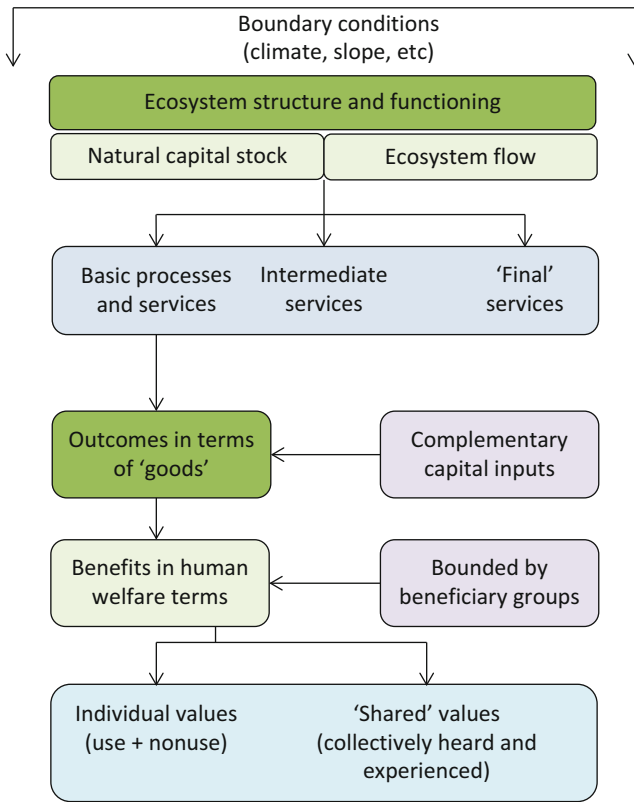 Boundary conditions
(climate, slope, etc)
Ecosystem structure and functioning
Natural capital stock
Ecosystem flow
Basic processes
and services
Intermediate
services
‘Final’
services
Outcomes in terms
of ‘goods’
Complementary
capital inputs
Benefits in human
welfare terms
Bounded by
beneficiary groups
Individual values
(use + nonuse)
‘Shared’ values
(collectively heard and
experienced)